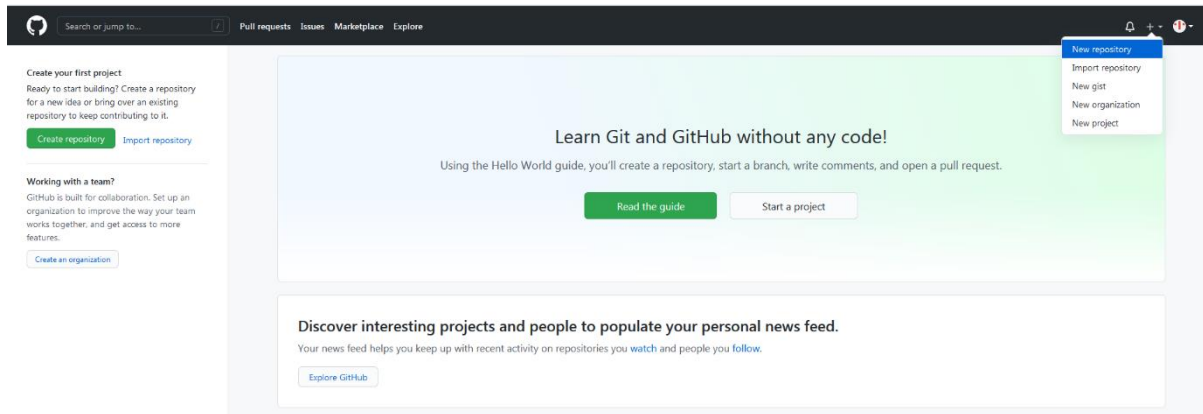 Search or jump to... /
Pull requests Issues Marketplace Explore
New repository
Import repository
New gist
New organization
New project
Create your first project
Ready to start building? Create a repository
for a new idea or bring over an existing
repository to keep contributing to it.
Create repository Import repository
Working with a team?
GitHub is built for collaboration. Set up an
organization to improve the way your team
works together, and get access to more
features.
Create an organization
Learn Git and GitHub without any code!
Using the Hello World guide, you'll create a repository, start a branch, write comments, and open a pull request.
Read the guide Start a project
Discover interesting projects and people to populate your personal news feed.
Your news feed helps you keep up with recent activity on repositories you watch and people you follow.
Explore GitHub